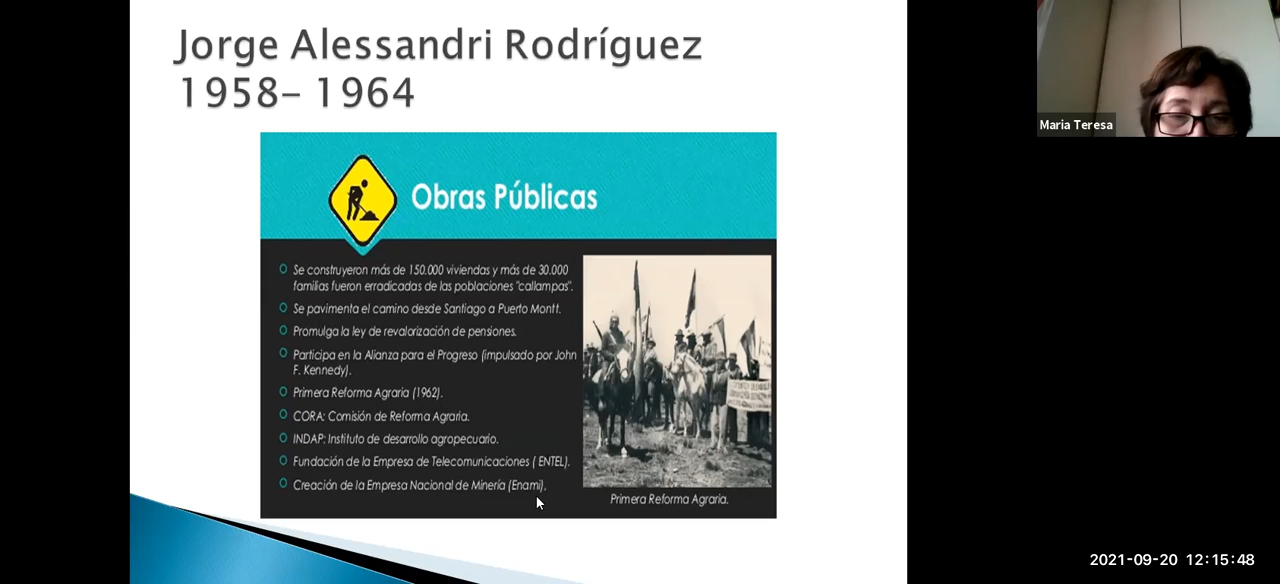 Jorge Alessandri Rodríguez
1958– 1964
Maria Teresa
Obras Públicas
Se construyeron más de 150.000 viviendas y más de 30.000
familias fueron erradicadas de las poblaciones "callampas".
Se pavimenta el camino desde Santiago a Puerto Montt.
Promulga la ley de revalorización de pensiones.
Participa en la Alianza para el Progreso (impulsado por John
F. Kennedy).
Primera Reforma Agraria (1962).
CORA: Comisión de Reforma Agraria.
INDAP: Instituto de desarrollo agropecuario.
Fundación de la Empresa de Telecomunicaciones ( ENTEL).
Creación de la Empresa Nacional de Minería (Enami),
Primera Reforma Agraria.
2021-09-20 12:15:48